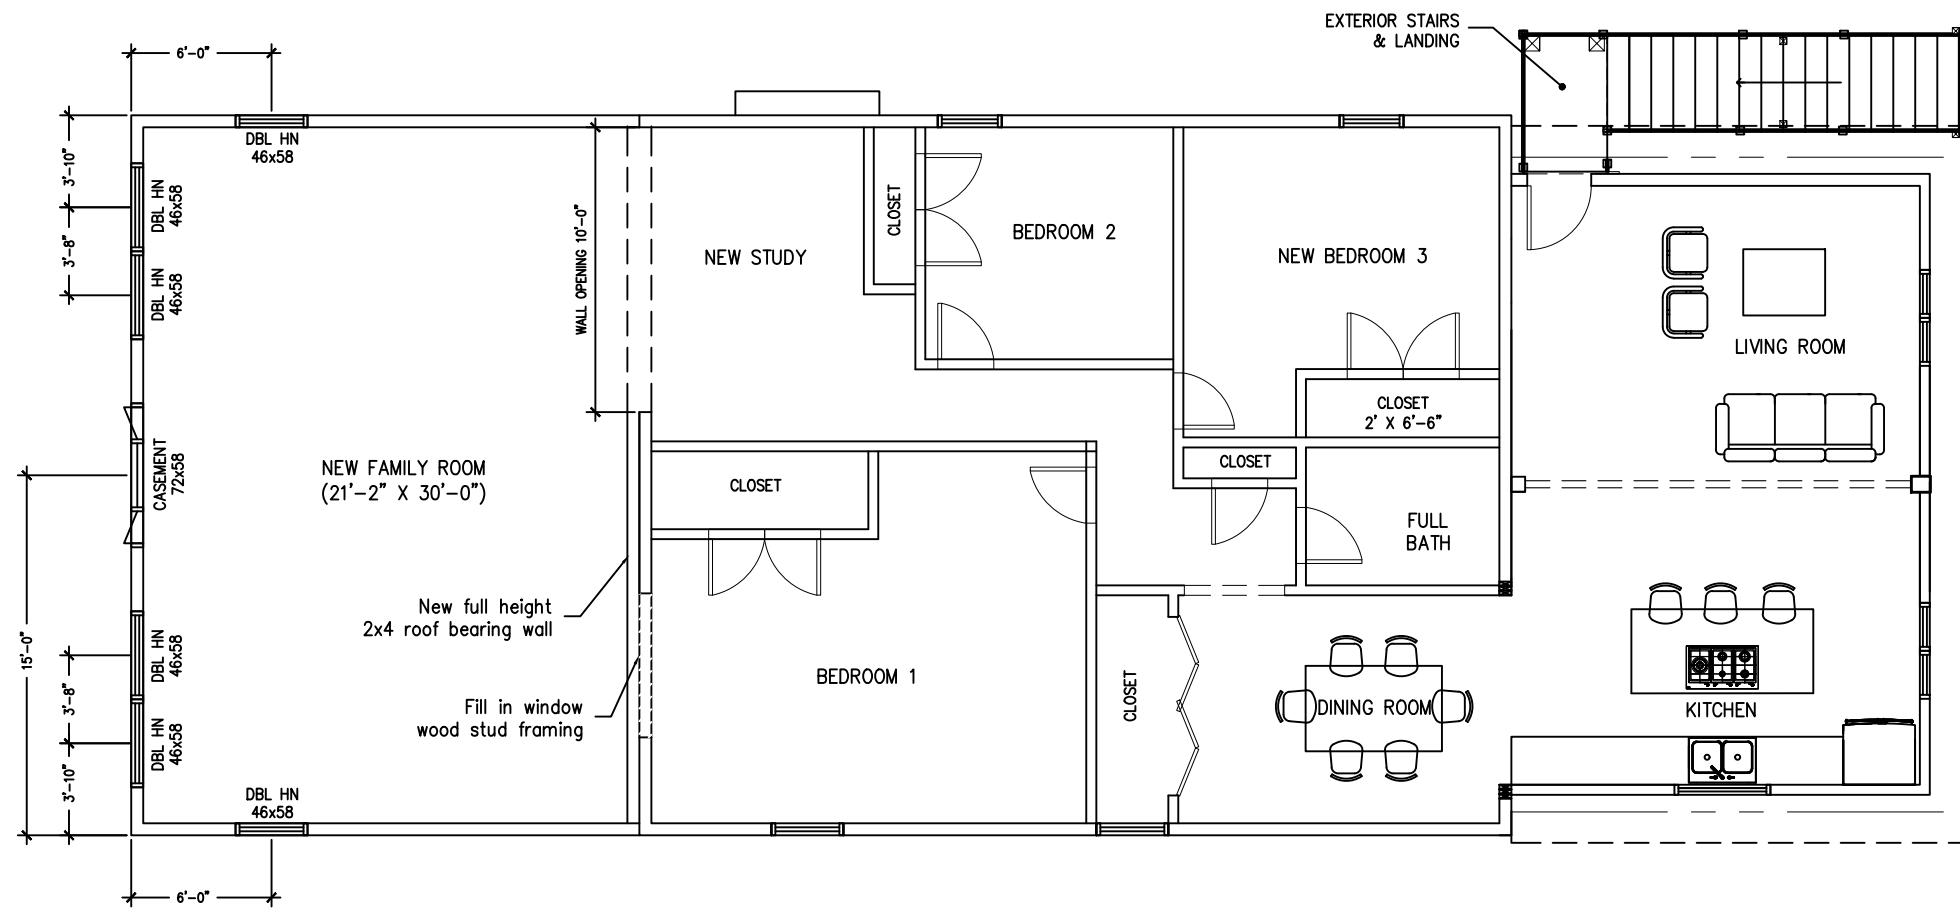 EXTERIOR STAIRS
& LANDING
6'-0"
DBL HN
46x58
3'-10"
DBL HN
46x58
3'-8"
DBL HN
46x58
WALL OPENING 10'-0"
NEW STUDY
CLOSET
BEDROOM 2
NEW BEDROOM 3
LIVING ROOM
CLOSET
2' X 6'-6"
CASEMENT
72x58
NEW FAMILY ROOM
(21'-2" X 30'-0")
CLOSET
CLOSET
FULL
BATH
New full height
2x4 roof bearing wall
15'-0"
DBL HN
46x58
3'-8"
BEDROOM 1
CLOSET
DINING ROOM
KITCHEN
Fill in window
wood stud framing
DBL HN
46x58
3'-10"
DBL HN
46x58
6'-0"